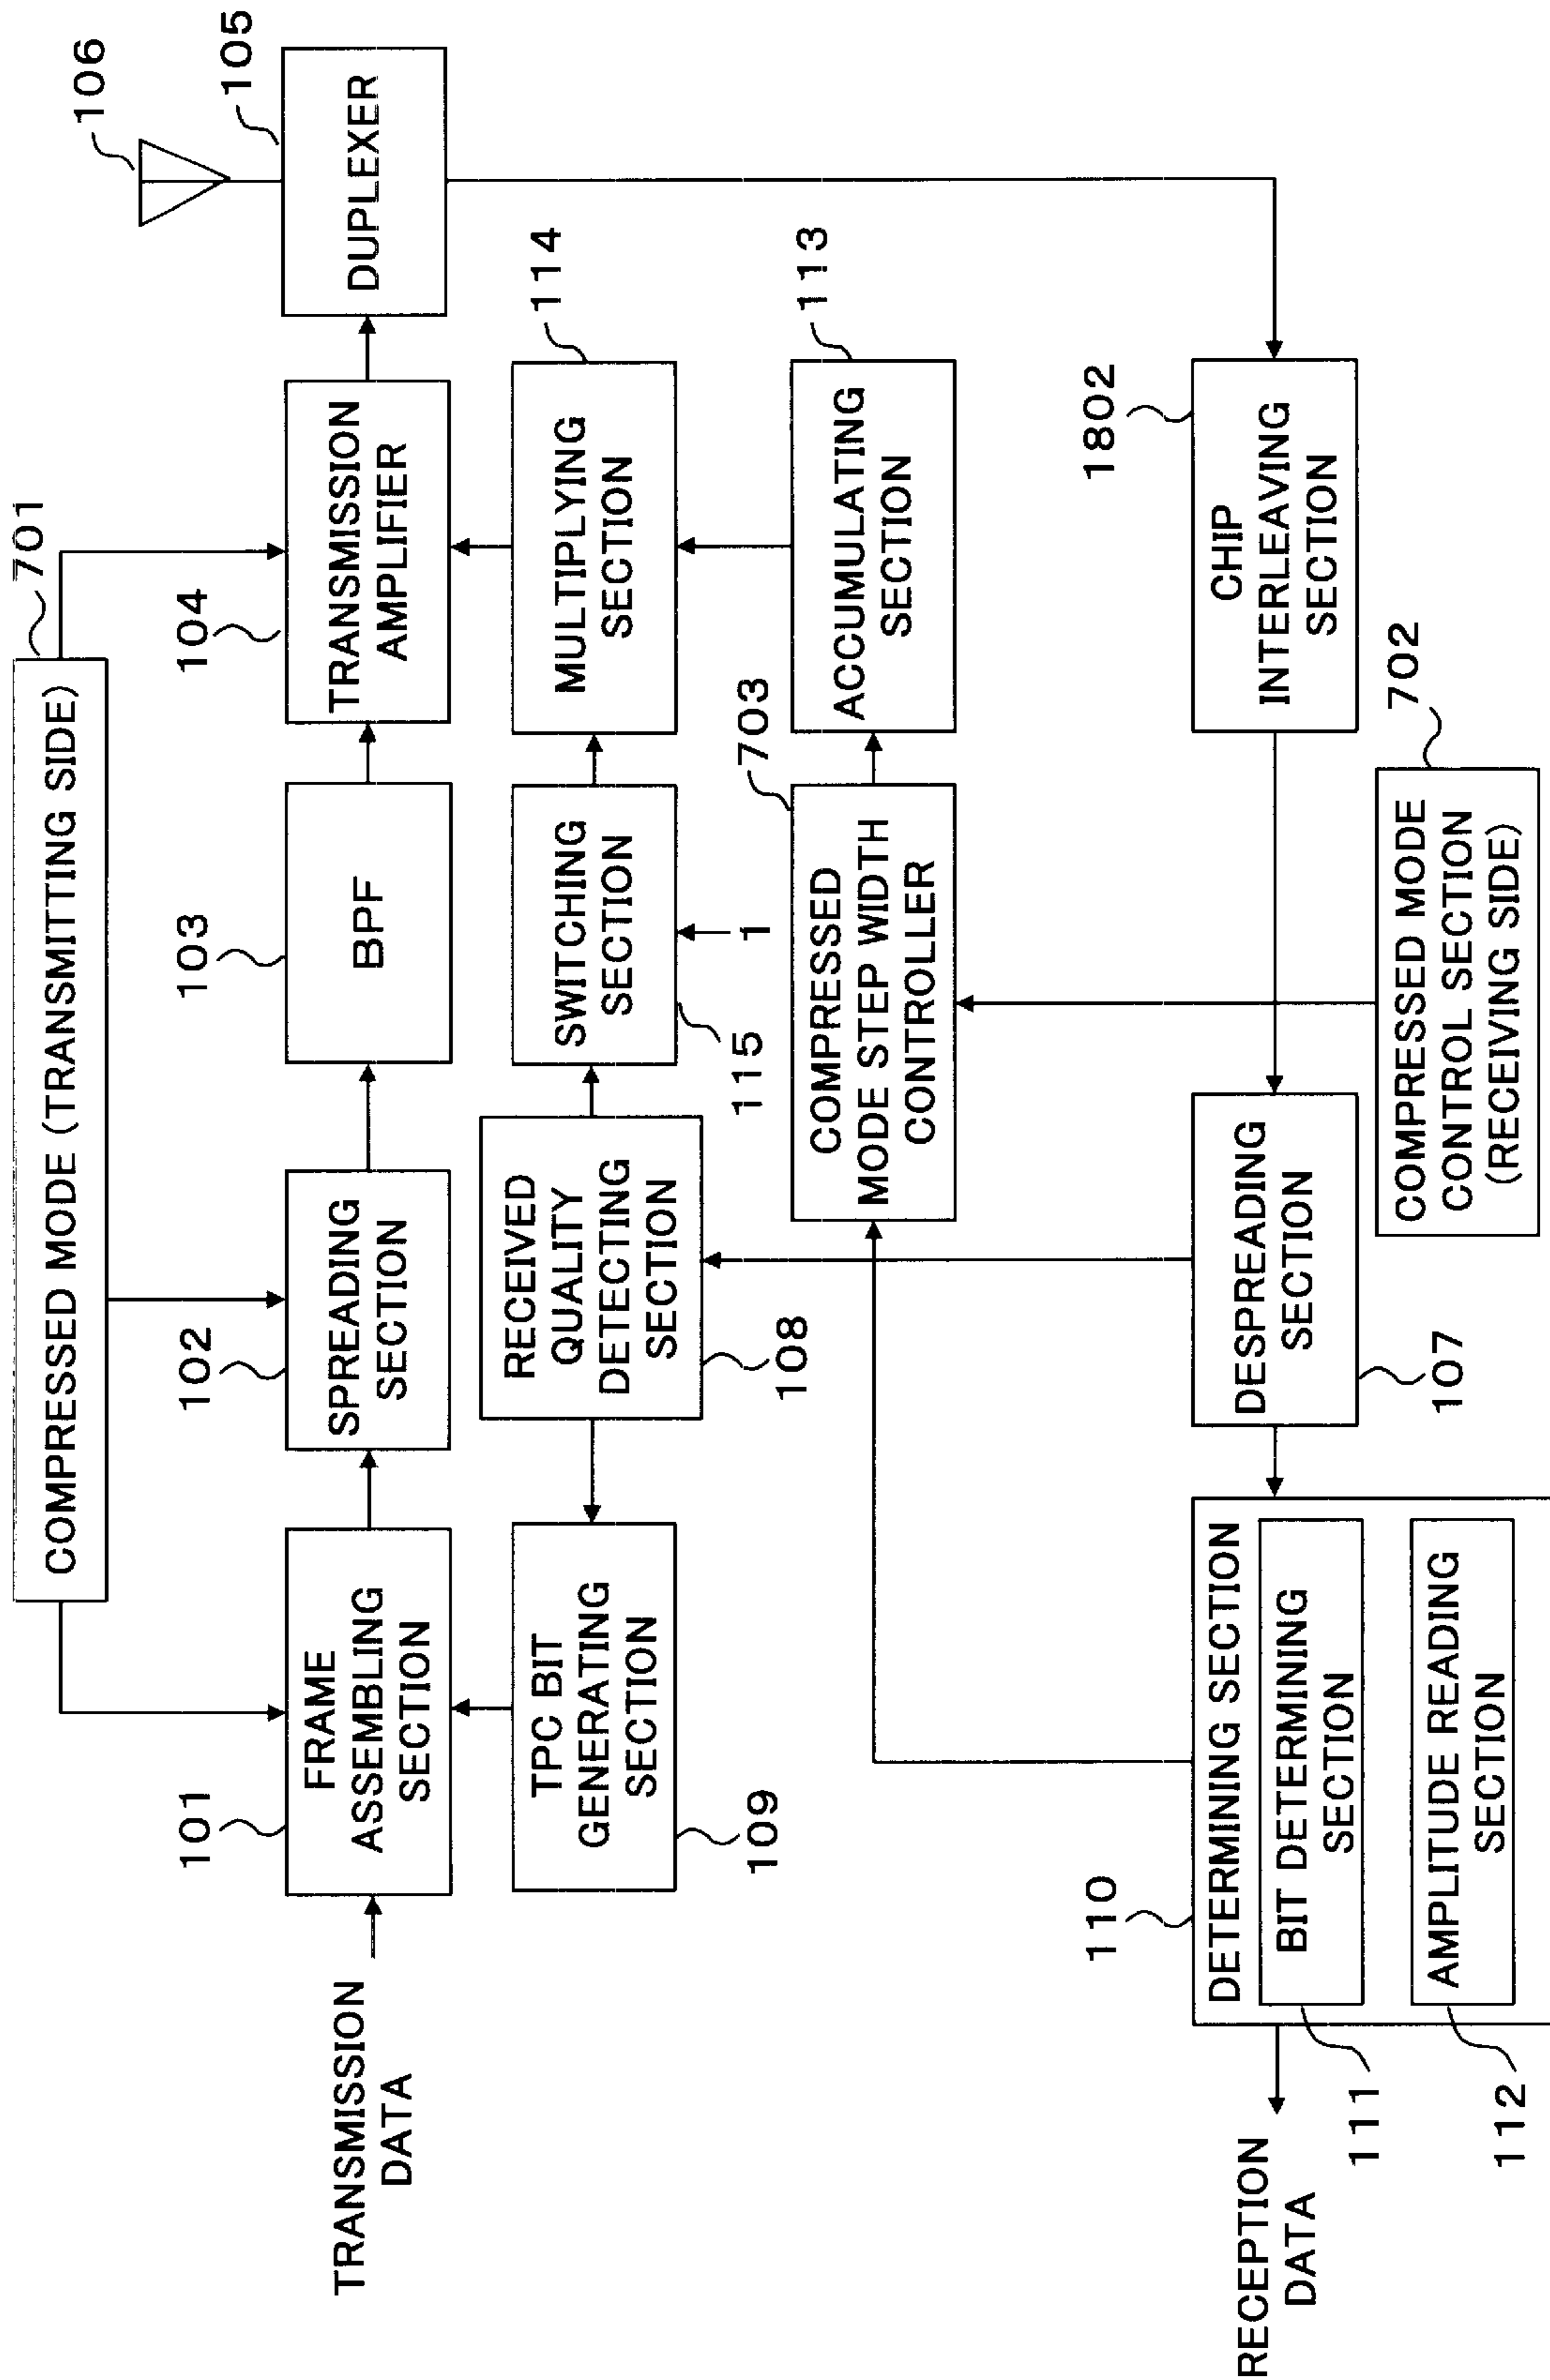 COMPRESSED MODE (TRANSMITTING SIDE)
701
106
105
DUPLEXER
104
TRANSMISSION
AMPLIFIER
103
BPF
102
SPREADING
SECTION
101
FRAME
ASSEMBLING
SECTION
TRANSMISSION
DATA
114
MULTIPLYING
SECTION
SWITCHING
SECTION
115
1
RECEIVED
QUALITY
DETECTING
SECTION
108
TPC BIT
GENERATING
SECTION
109
113
ACCUMULATING
SECTION
703
COMPRESSED
MODE STEP WIDTH
CONTROLLER
1802
CHIP
INTERLEAVING
SECTION
702
COMPRESSED MODE
CONTROL SECTION
(RECEIVING SIDE)
DESPREADING
SECTION
107
110
DETERMINING SECTION
BIT DETERMINING
SECTION
111
AMPLITUDE READING
SECTION
112
RECEPTION
DATA